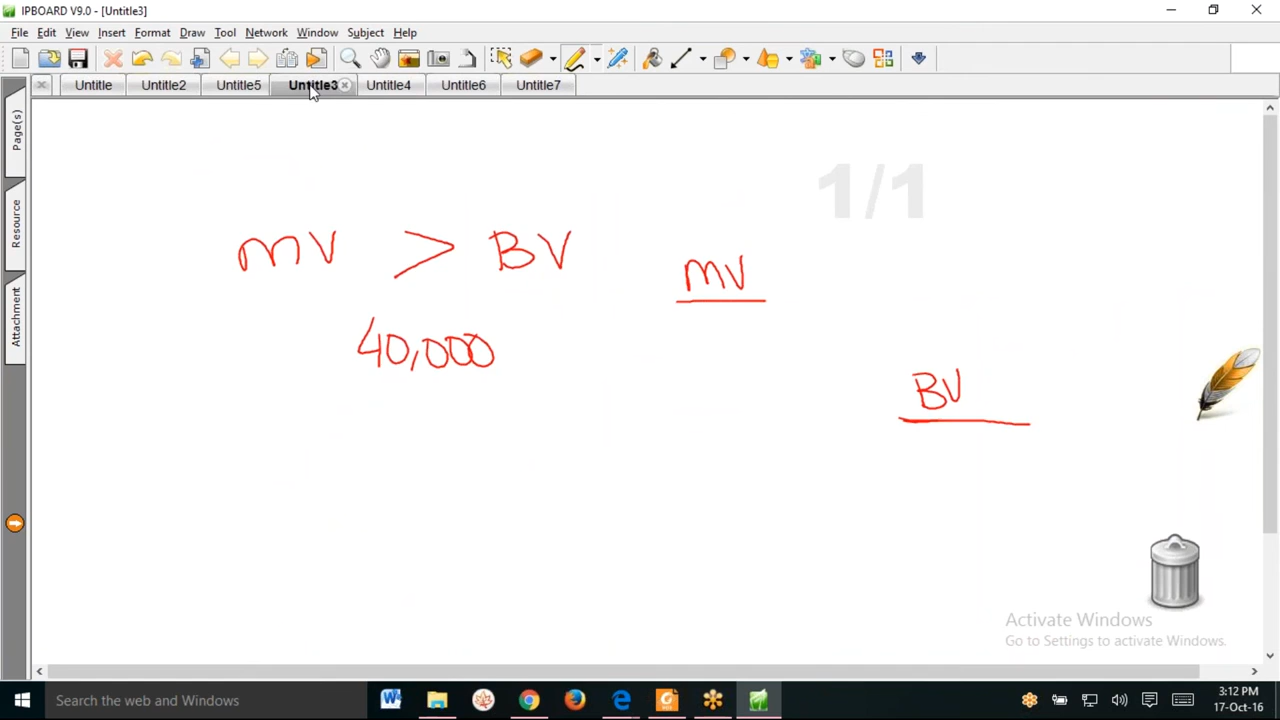 IPBOARD V9.0 - [Untitle3]
File Edit View Insert Format Draw Tool Network Window Subject Help
Untitle Untitle2 Untitle5 Untitle3 Untitle4 Untitle6 Untitle7
Page(s)
Resource
Attachment
1/1
mv > BV
mv
40,000
BV
Activate Windows
Go to Settings to activate Windows.
Search the web and Windows
3:12 PM
17-Oct-16